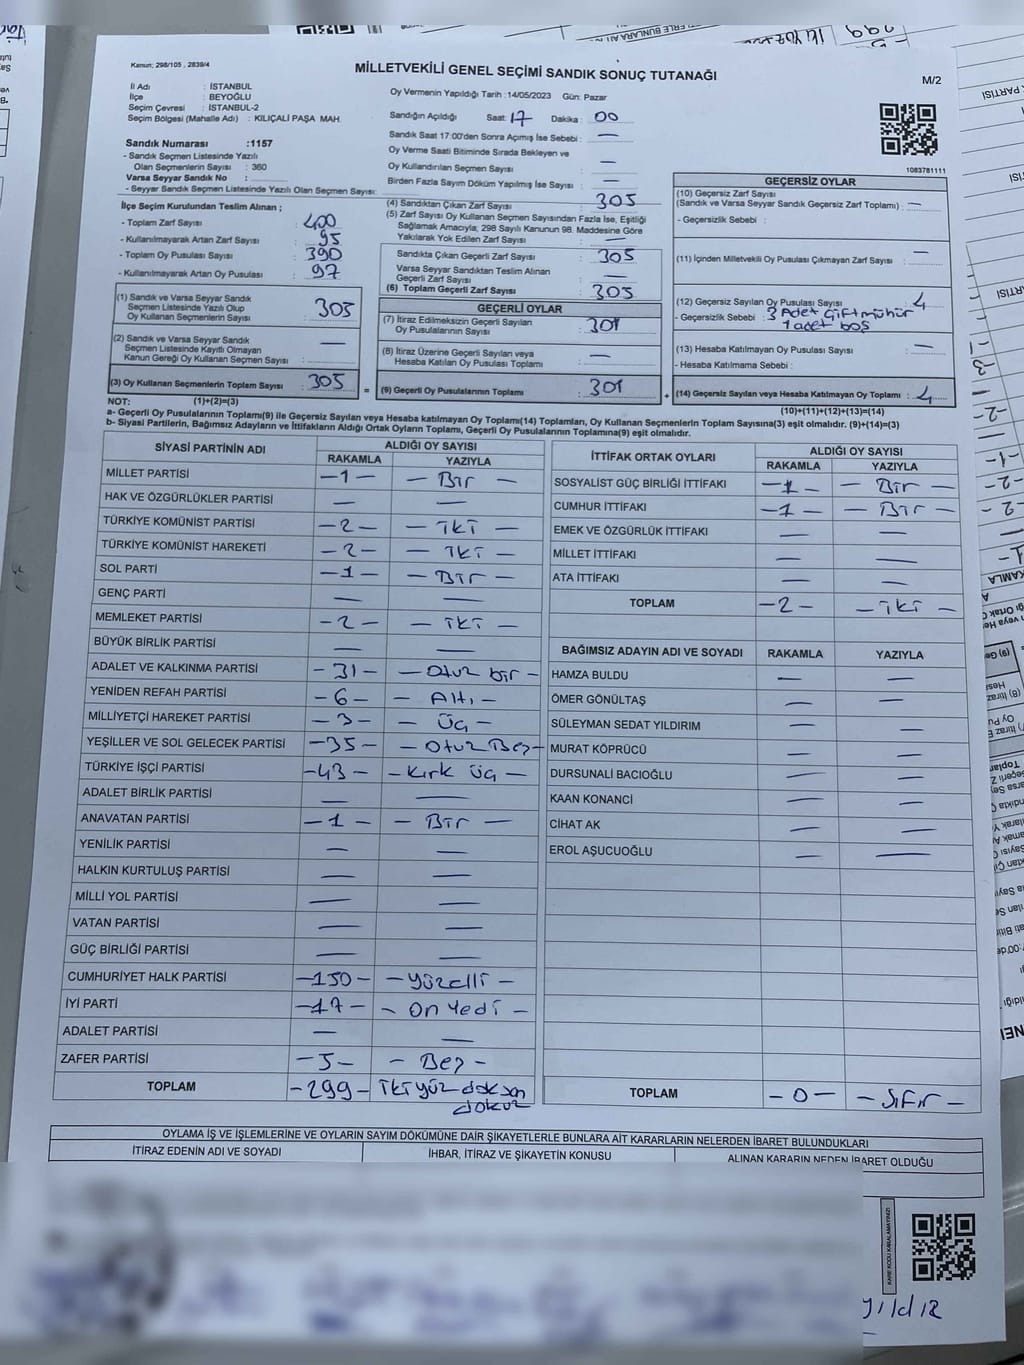 Kanun: 298/105 , 2839/4
MİLLETVEKİLİ GENEL SEÇİMİ SANDIK SONUÇ TUTANAĞI
M/2
İl Adı : İSTANBUL
İlçe : BEYOĞLU
Seçim Çevresi : İSTANBUL-2
Seçim Bölgesi (Mahalle Adı) : KILIÇALİ PAŞA MAH.
Oy Vermenin Yapıldığı Tarih :14/05/2023 Gün: Pazar
Sandığın Açıldığı Saat: 17 Dakika : 00
Sandık Saat 17:00'den Sonra Açımış İse Sebebi : —
Oy Verme Saati Bitiminde Sırada Bekleyen ve
Oy Kullandırılan Seçmen Sayısı : —
Birden Fazla Sayım Döküm Yapılmış İse Sayısı : —
1083781111
Sandık Numarası :1157
- Sandık Seçmen Listesinde Yazılı
Olan Seçmenlerin Sayısı : 360
Varsa Seyyar Sandık No :
- Seyyar Sandık Seçmen Listesinde Yazılı Olan Seçmen Sayısı:
İlçe Seçim Kurulundan Teslim Alınan ;
- Toplam Zarf Sayısı : 400
- Kullanılmayarak Artan Zarf Sayısı : 95
- Toplam Oy Pusulası : 390
- Kullanılmayarak Artan Oy Pusulası : 97
(1) Sandık ve Varsa Seyyar Sandık
Seçmen Listesinde Yazılı Olup
Oy Kullanan Seçmenlerin Sayısı : 305
(2) Sandık ve Varsa Seyyar Sandık
Seçmen Listesinde Kayıtlı Olmayan
Kanun Gereği Oy Kullanan Seçmen Sayısı : —
(3) Oy Kullanan Seçmenlerin Toplam Sayısı : 305 =
(4) Sandıktan Çıkan Zarf Sayısı : 305
(5) Zarf Sayısı Oy Kullanan Seçmen Sayısından Fazla İse, Eşitliği
Sağlamak Amacıyla; 298 Sayılı Kanunun 98. Maddesine Göre
Yakılarak Yok Edilen Zarf Sayısı : —
Sandıkta Çıkan Geçerli Zarf Sayısı : 305
Varsa Seyyar Sandıktan Teslim Alınan
Geçerli Zarf Sayısı : —
(6) Toplam Geçerli Zarf Sayısı : 305
GEÇERLİ OYLAR
(7) İtiraz Edilmeksizin Geçerli Sayılan
Oy Pusulalarının Sayısı : 301
(8) İtiraz Üzerine Geçerli Sayılan veya
Hesaba Katılan Oy Pusulası Toplamı : —
(9) Geçerli Oy Pusulalarının Toplamı : 301 +
GEÇERSİZ OYLAR
(10) Geçersiz Zarf Sayısı
(Sandık ve Varsa Seyyar Sandık Geçersiz Zarf Toplamı) : —
- Geçersizlik Sebebi :
(11) İçinden Milletvekili Oy Pusulası Çıkmayan Zarf Sayısı : —
(12) Geçersiz Sayılan Oy Pusulası Sayısı : 4
- Geçersizlik Sebebi : 3 Adet Çift mühür
1 adet boş
(13) Hesaba Katılmayan Oy Pusulası Sayısı : —
- Hesaba Katılmama Sebebi :
(14) Geçersiz Sayılan veya Hesaba Katılmayan Oy Toplamı : 4
NOT: (1)+(2)=(3)
(10)+(11)+(12)+(13)=(14)
a- Geçerli Oy Pusulalarının Toplamı(9) ile Geçersiz Sayılan veya Hesaba katılmayan Oy Toplamı(14) Toplamları, Oy Kullanan Seçmenlerin Toplam Sayısına(3) eşit olmalıdır. (9)+(14)=(3)
b- Siyasi Partilerin, Bağımsız Adayların ve İttifakların Aldığı Ortak Oyların Toplamı, Geçerli Oy Pusulalarının Toplamına(9) eşit olmalıdır.
SİYASİ PARTİNİN ADI ALDIĞI OY SAYISI
RAKAMLA YAZIYLA
MİLLET PARTİSİ —1— — Bir —
HAK VE ÖZGÜRLÜKLER PARTİSİ — —
TÜRKİYE KOMÜNİST PARTİSİ —2— — İki —
TÜRKİYE KOMÜNİST HAREKETİ —2— — İki —
SOL PARTİ —1— — Bir —
GENÇ PARTİ — —
MEMLEKET PARTİSİ —2— — İki —
BÜYÜK BİRLİK PARTİSİ — —
ADALET VE KALKINMA PARTİSİ —31— — Otuz bir —
YENİDEN REFAH PARTİSİ —6— — Altı —
MİLLİYETÇİ HAREKET PARTİSİ —3— — Üç —
YEŞİLLER VE SOL GELECEK PARTİSİ —35— — Otuz Beş —
TÜRKİYE İŞÇİ PARTİSİ —43— — Kırk Üç —
ADALET BİRLİK PARTİSİ — —
ANAVATAN PARTİSİ —1— — Bir —
YENİLİK PARTİSİ — —
HALKIN KURTULUŞ PARTİSİ — —
MİLLİ YOL PARTİSİ — —
VATAN PARTİSİ — —
GÜÇ BİRLİĞİ PARTİSİ — —
CUMHURİYET HALK PARTİSİ —150— — Yüzelli —
İYİ PARTİ —17— — On Yedi —
ADALET PARTİSİ — —
ZAFER PARTİSİ —5— — Beş —
TOPLAM —299— İki yüz doksan
dokuz
İTTİFAK ORTAK OYLARI ALDIĞI OY SAYISI
RAKAMLA YAZIYLA
SOSYALİST GÜÇ BİRLİĞİ İTTİFAKI —1— — Bir —
CUMHUR İTTİFAKI —1— — Bir —
EMEK VE ÖZGÜRLÜK İTTİFAKI — —
MİLLET İTTİFAKI — —
ATA İTTİFAKI — —
TOPLAM —2— — İki —
BAĞIMSIZ ADAYIN ADI VE SOYADI RAKAMLA YAZIYLA
HAMZA BULDU — —
ÖMER GÖNÜLTAŞ — —
SÜLEYMAN SEDAT YILDIRIM — —
MURAT KÖPRÜCÜ — —
DURSUNALİ BACIOĞLU — —
KAAN KONANCİ — —
CİHAT AK — —
EROL AŞUCUOĞLU — —
TOPLAM —0— — Sıfır —
OYLAMA İŞ VE İŞLEMLERİNE VE OYLARIN SAYIM DÖKÜMÜNE DAİR ŞİKAYETLERLE BUNLARA AİT KARARLARIN NELERDEN İBARET BULUNDUKLARI
İTİRAZ EDENİN ADI VE SOYADI İHBAR, İTİRAZ VE ŞİKAYETİN KONUSU ALINAN KARARIN NEDEN İBARET OLDUĞU
KARE KODU KARALAMAYINIZ!